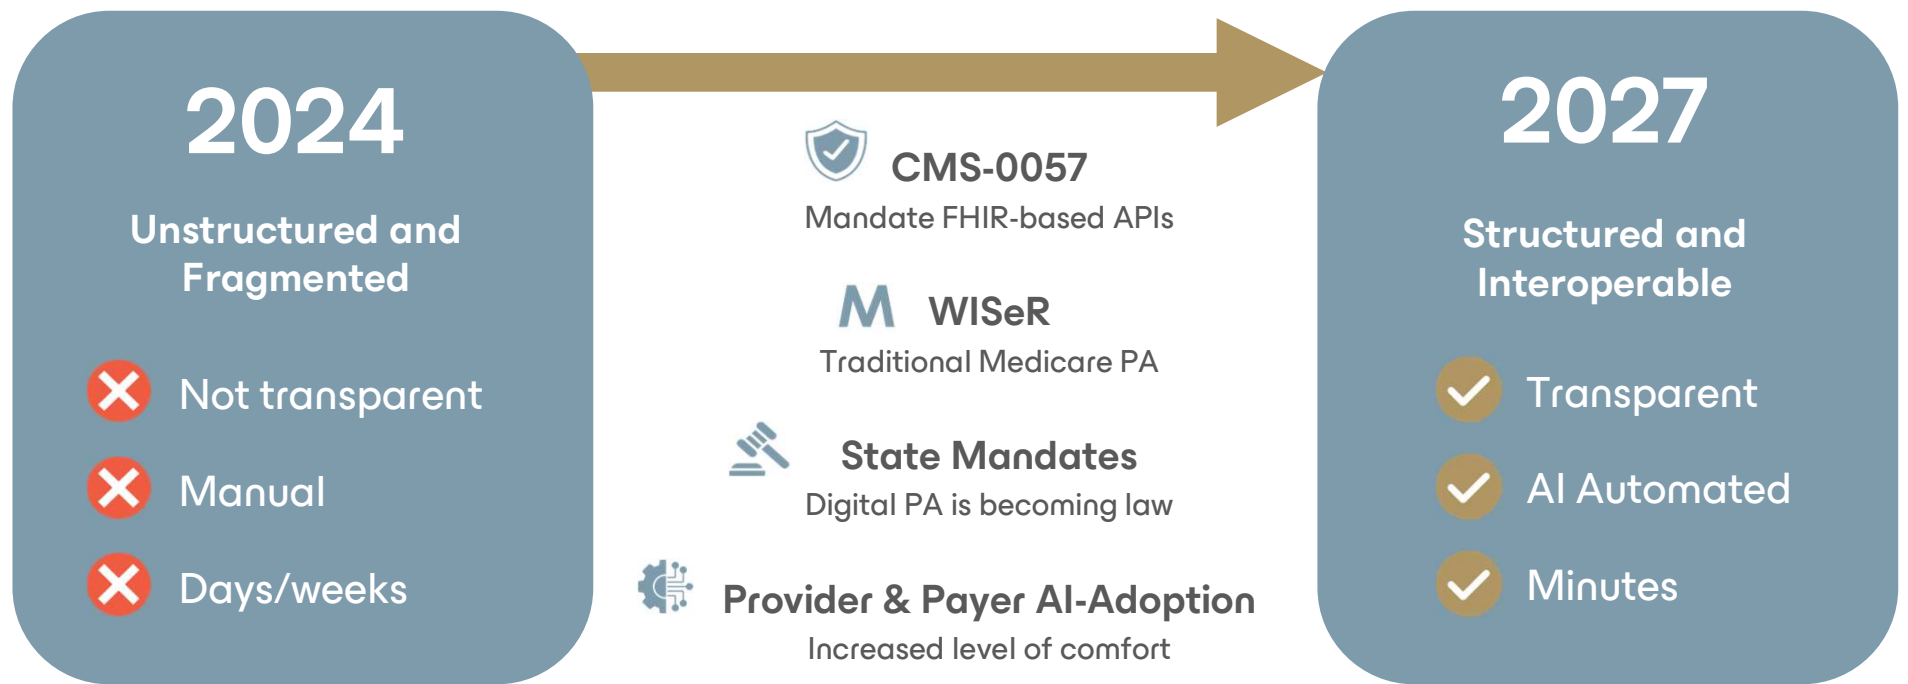 2024
Unstructured and
Fragmented
Not transparent
Manual
Days/weeks
CMS-0057
Mandate FHIR-based APIs
M WISeR
Traditional Medicare PA
State Mandates
Digital PA is becoming law
Provider & Payer AI-Adoption
Increased level of comfort
2027
Structured and
Interoperable
Transparent
AI Automated
Minutes